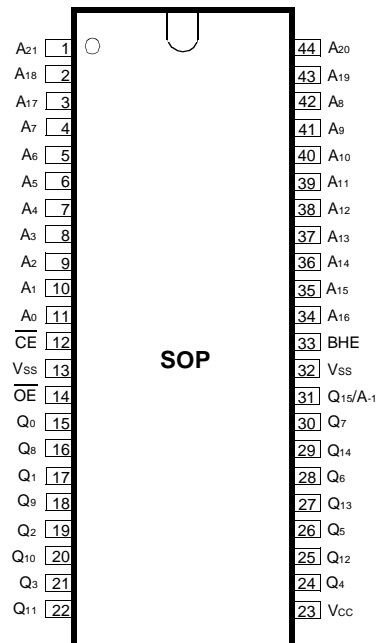 A21 1 44 A20
A18 2 43 A19
A17 3 42 A8
A7 4 41 A9
A6 5 40 A10
A5 6 39 A11
A4 7 38 A12
A3 8 37 A13
A2 9 36 A14
A1 10 35 A15
A0 11 34 A16
CE 12 33 BHE
SOP
VSS 13 32 VSS
OE 14 31 Q15/A-1
Q0 15 30 Q7
Q8 16 29 Q14
Q1 17 28 Q6
Q9 18 27 Q13
Q2 19 26 Q5
Q10 20 25 Q12
Q3 21 24 Q4
Q11 22 23 VCC